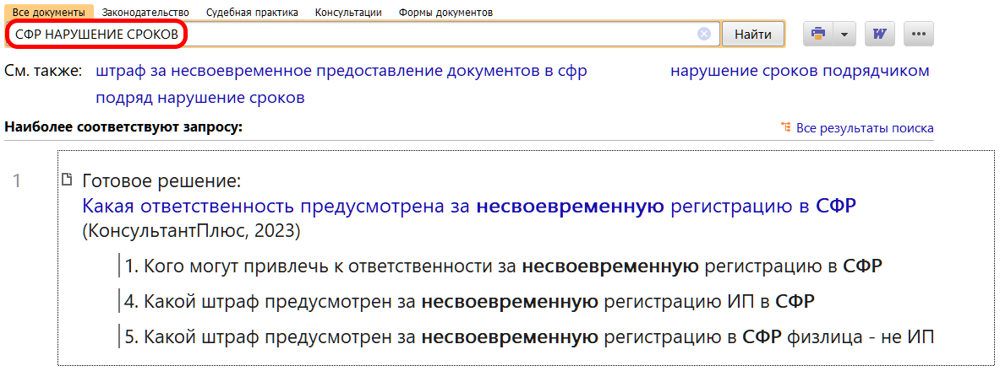 Все документы Законодательство Судебная практика Консультации Формы документов
СФР НАРУШЕНИЕ СРОКОВ Найти W
См. также: штраф за несвоевременное предоставление документов в сфр нарушение сроков подрядчиком
подряд нарушение сроков
Наиболее соответствуют запросу: Все результаты поиска
1 Готовое решение:
Какая ответственность предусмотрена за несвоевременную регистрацию в СФР
(КонсультантПлюс, 2023)
1. Кого могут привлечь к ответственности за несвоевременную регистрацию в СФР
4. Какой штраф предусмотрен за несвоевременную регистрацию ИП в СФР
5. Какой штраф предусмотрен за несвоевременную регистрацию в СФР физлица - не ИП